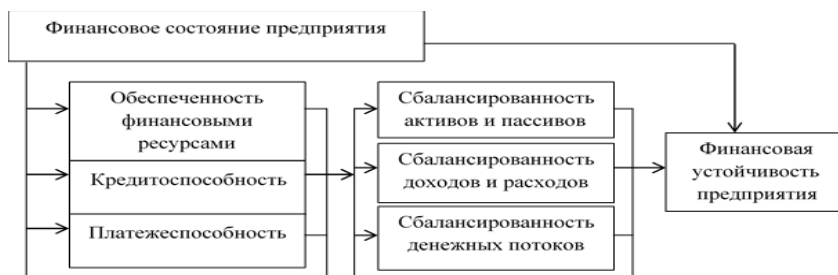 Финансовое состояние предприятия
Обеспеченность
финансовыми
ресурсами
Кредитоспособность
Платежеспособность
Сбалансированность
активов и пассивов
Сбалансированность
доходов и расходов
Сбалансированность
денежных потоков
Финансовая
устойчивость
предприятия